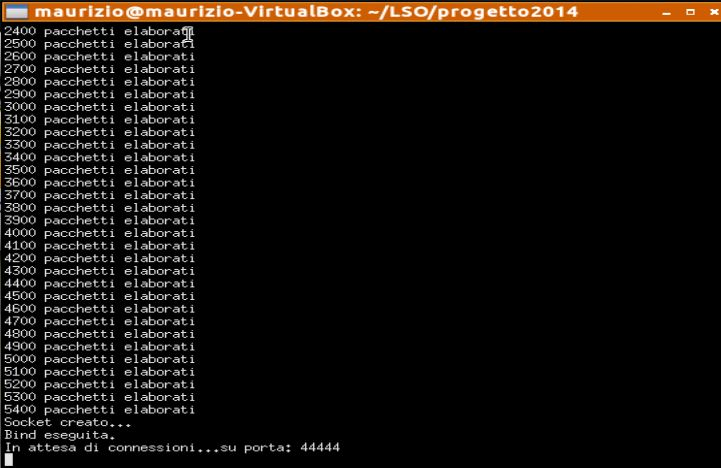 maurizio@maurizio-VirtualBox: ~/LSO/progetto2014
2400 pacchetti elaborati
2500 pacchetti elaborati
2600 pacchetti elaborati
2700 pacchetti elaborati
2800 pacchetti elaborati
2900 pacchetti elaborati
3000 pacchetti elaborati
3100 pacchetti elaborati
3200 pacchetti elaborati
3300 pacchetti elaborati
3400 pacchetti elaborati
3500 pacchetti elaborati
3600 pacchetti elaborati
3700 pacchetti elaborati
3800 pacchetti elaborati
3900 pacchetti elaborati
4000 pacchetti elaborati
4100 pacchetti elaborati
4200 pacchetti elaborati
4300 pacchetti elaborati
4400 pacchetti elaborati
4500 pacchetti elaborati
4600 pacchetti elaborati
4700 pacchetti elaborati
4800 pacchetti elaborati
4900 pacchetti elaborati
5000 pacchetti elaborati
5100 pacchetti elaborati
5200 pacchetti elaborati
5300 pacchetti elaborati
5400 pacchetti elaborati
Socket creato...
Bind eseguita.
In attesa di connessioni...su porta: 44444